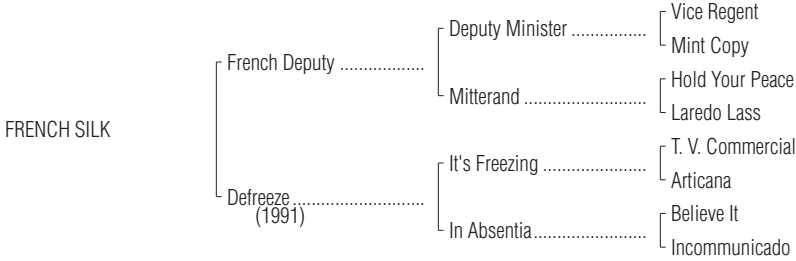 Vice Regent
Deputy Minister ................
Mint Copy
French Deputy ..................
Hold Your Peace
Mitterand ..........................
Laredo Lass
FRENCH SILK
T. V. Commercial
It's Freezing ......................
Articana
Defreeze ............................
(1991)
Believe It
In Absentia........................
Incommunicado